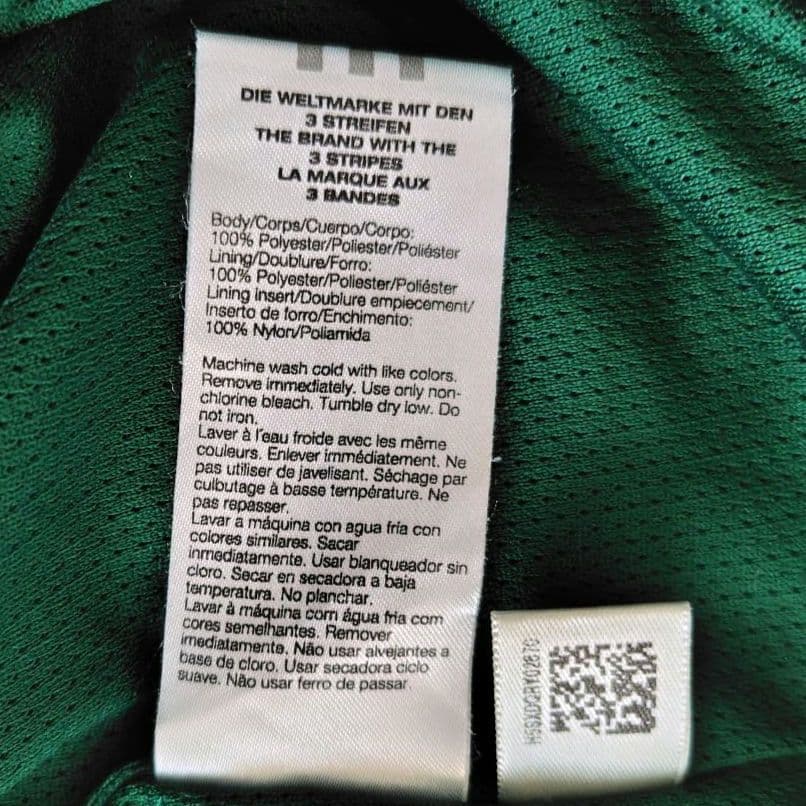 DIE WELTMARKE MIT DEN
3 STREIFEN
THE BRAND WITH THE
3 STRIPES
LA MARQUE AUX
3 BANDES
Body/Corps/Cuerpo/Corpo:
100% Polyester/Poliester/Poliéster
Lining/Doublure/Forro:
100% Polyester/Poliester/Poliéster
Lining insert/Doublure empiecement/
Inserto de forro/Enchimento:
100% Nylon/Poliamida
Machine wash cold with like colors.
Remove immediately. Use only non-
chlorine bleach. Tumble dry low. Do
not iron.
Laver à l'eau froide avec les même
couleurs. Enlever immédiatement. Ne
pas utiliser de javelisant. Séchage par
culbutage à basse température. Ne
pas repasser.
Lavar a máquina con agua fria con
colores similares. Sacar
inmediatamente. Usar blanqueador sin
cloro. Secar en secadora a baja
temperatura. No planchar.
Lavar à máquina com água fria com
cores semelhantes. Remover
imediatamente. Não usar alvejantes a
base de cloro. Usar secadora ciclo
suave. Não usar ferro de passar.